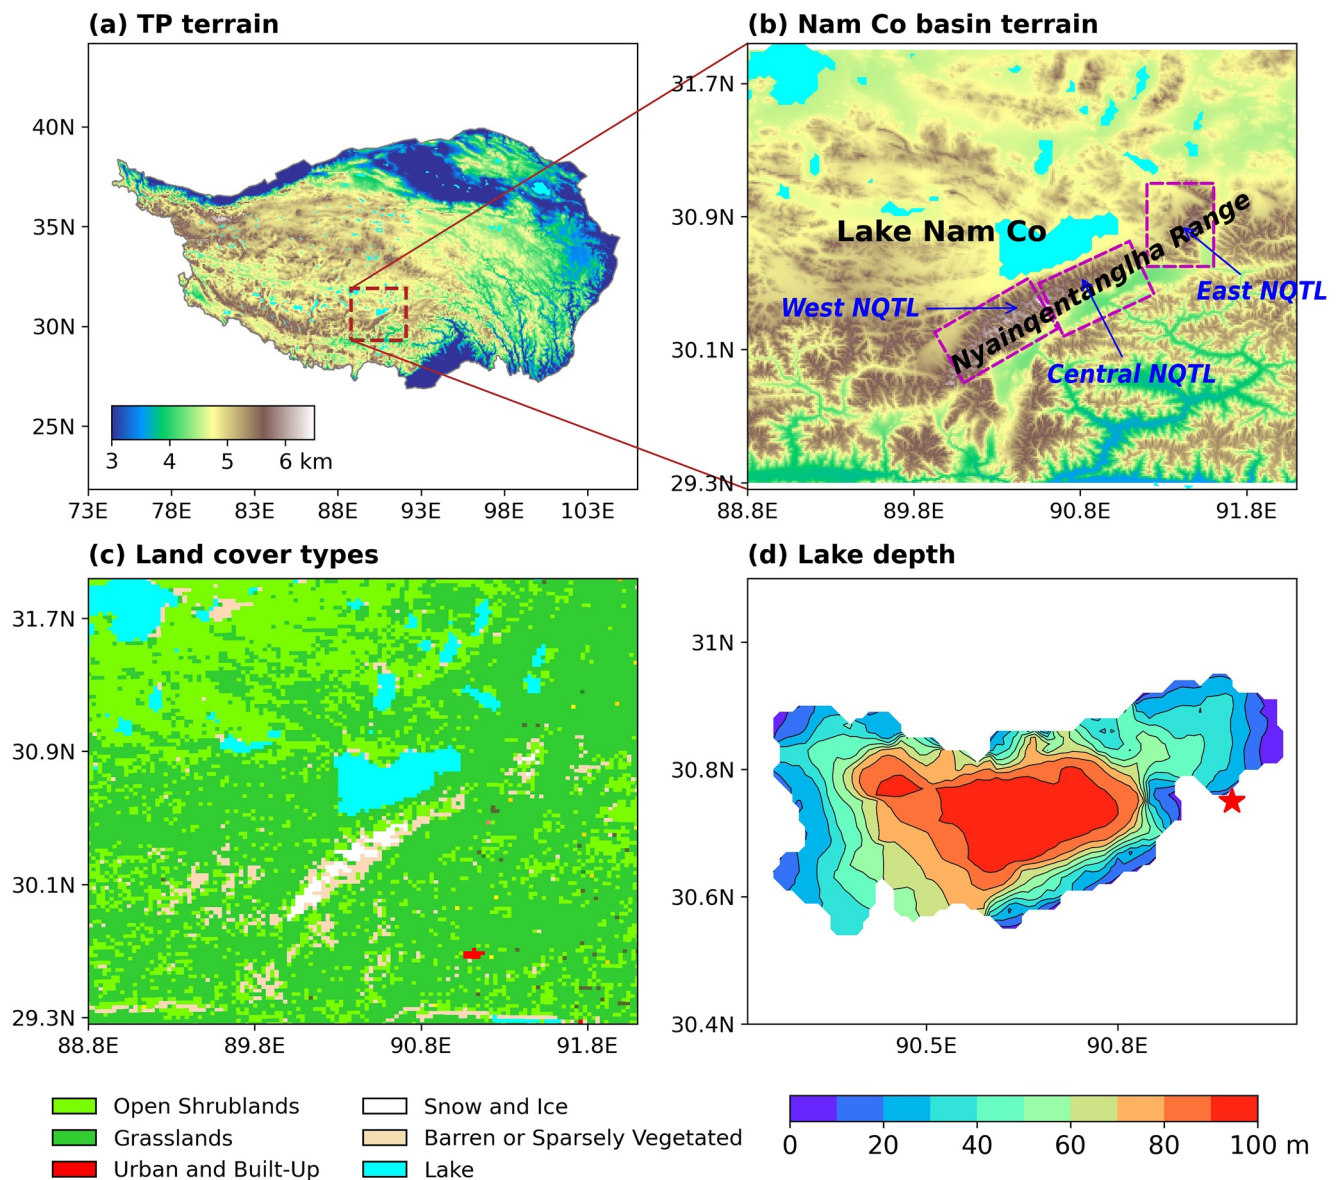 (a) TP terrain
40N
35N
30N
25N
3 4 5 6 km
73E 78E 83E 88E 93E 98E 103E
(b) Nam Co basin terrain
31.7N
30.9N
30.1N
29.3N
Lake Nam Co
Nyainqentanglha Range
West NQTL
East NQTL
Central NQTL
88.8E 89.8E 90.8E 91.8E
(c) Land cover types
31.7N
30.9N
30.1N
29.3N
88.8E 89.8E 90.8E 91.8E
(d) Lake depth
31N
30.8N
30.6N
30.4N
90.5E 90.8E
Open Shrublands
Grasslands
Urban and Built-Up
Snow and Ice
Barren or Sparsely Vegetated
Lake
0 20 40 60 80 100 m